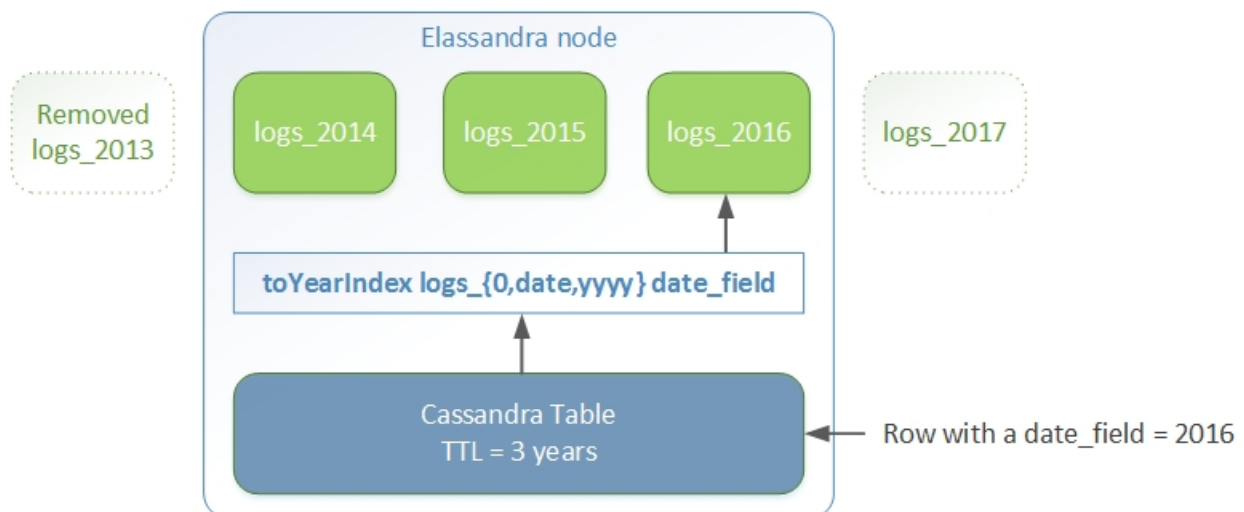 Elassandra node
Removed
logs_2013
logs_2014
logs_2015
logs_2016
logs_2017
toYearIndex logs_{0,date,yyyy} date_field
Cassandra Table
TTL = 3 years
Row with a date_field = 2016